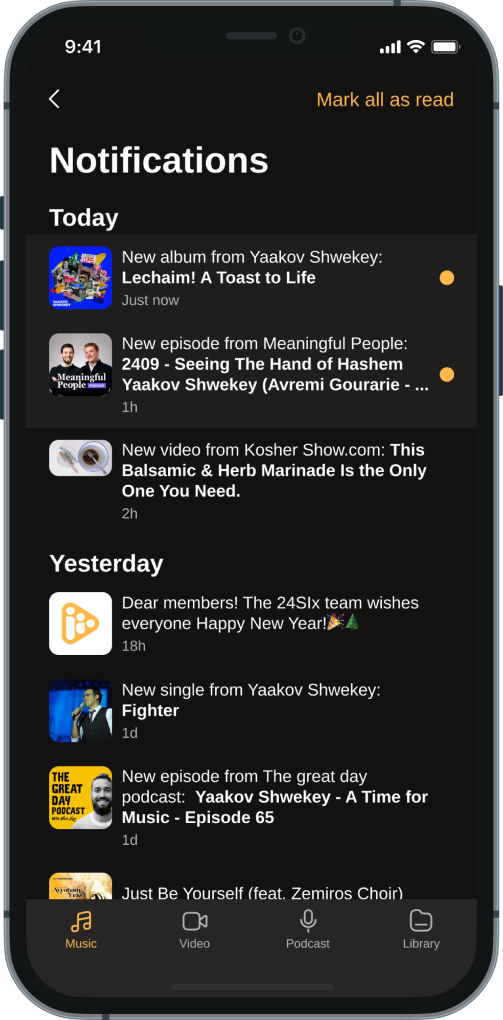 9:41
Mark all as read
Notifications
Today
New album from Yaakov Shwekey:
Lechaim! A Toast to Life
Just now
New episode from Meaningful People:
2409 - Seeing The Hand of Hashem
Yaakov Shwekey (Avremi Gourarie - ...
1h
Meaningful
People PODCAST
New video from Kosher Show.com: This
Balsamic & Herb Marinade Is the Only
One You Need.
2h
Yesterday
Dear members! The 24SIx team wishes
everyone Happy New Year!🎉🎄
18h
New single from Yaakov Shwekey:
Fighter
1d
THE
GREAT
DAY
PODCAST
New episode from The great day
podcast:  Yaakov Shwekey - A Time for
Music - Episode 65
1d
Just Be Yourself (feat. Zemiros Choir)
Music
Video
Podcast
Library